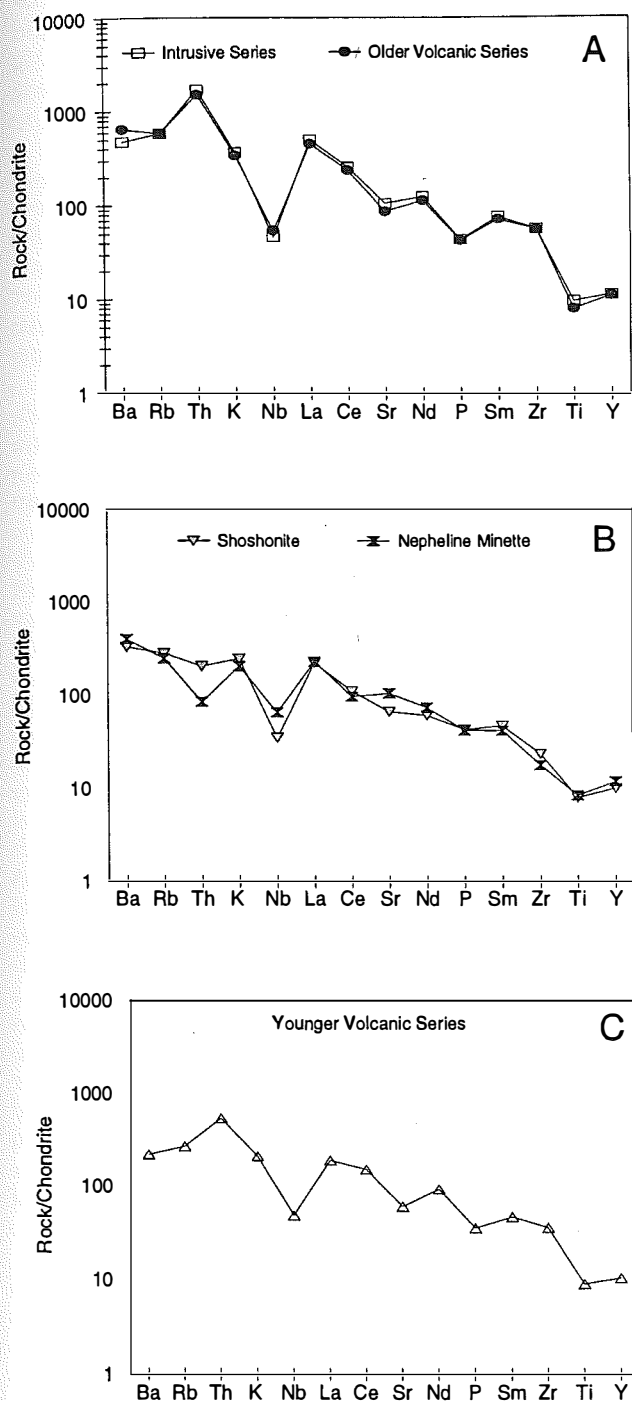 10000
Intrusive Series
Older Volcanic Series
A
1000
100
10
1
Rock/Chondrite
Ba Rb Th K Nb La Ce Sr Nd P Sm Zr Ti Y
10000
Shoshonite
Nepheline Minette
B
1000
100
10
1
Rock/Chondrite
Ba Rb Th K Nb La Ce Sr Nd P Sm Zr Ti Y
10000
Younger Volcanic Series
C
1000
100
10
1
Rock/Chondrite
Ba Rb Th K Nb La Ce Sr Nd P Sm Zr Ti Y